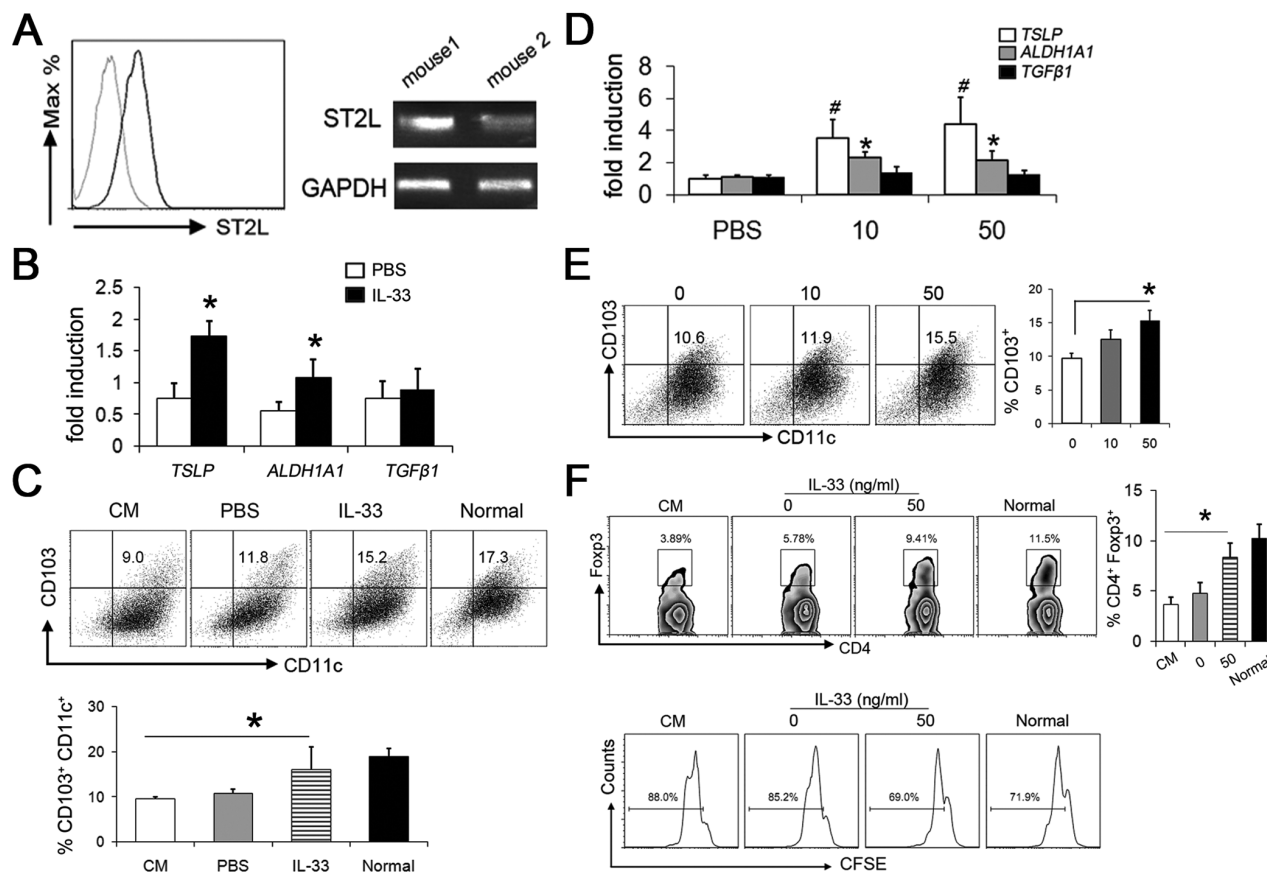 A
Max %
ST2L
mouse1
mouse 2
ST2L
GAPDH
B
PBS
IL-33
fold induction
2.5
2
1.5
1
0.5
0
*
*
TSLP
ALDH1A1
TGFβ1
C
CM
PBS
IL-33
Normal
9.0
11.8
15.2
17.3
CD103
CD11c
% CD103+ CD11c+
30
20
10
0
*
CM
PBS
IL-33
Normal
D
TSLP
ALDH1A1
TGFβ1
fold induction
8
6
4
2
0
#
*
#
*
PBS
10
50
E
0
10
50
10.6
11.9
15.5
CD103
CD11c
% CD103+
20
15
10
5
0
*
0
10
50
F
IL-33 (ng/ml)
CM
0
50
Normal
3.89%
5.78%
9.41%
11.5%
Foxp3
CD4
% CD4+ Foxp3+
15
10
5
0
*
CM
0
50
Normal
IL-33 (ng/ml)
CM
0
50
Normal
88.0%
85.2%
69.0%
71.9%
Counts
CFSE